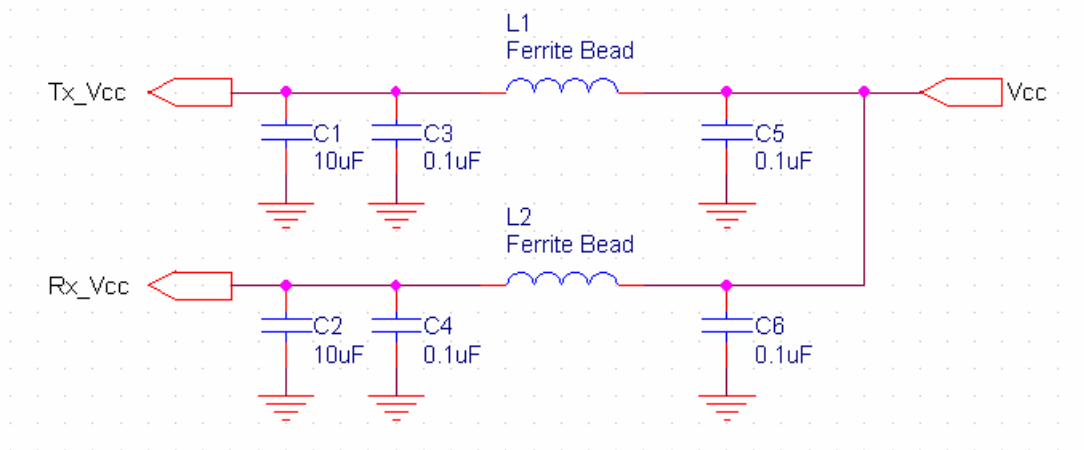 L1
Ferrite Bead
Tx_Vcc
Vcc
C1
10uF
C3
0.1uF
C5
0.1uF
L2
Ferrite Bead
Rx_Vcc
C2
10uF
C4
0.1uF
C6
0.1uF